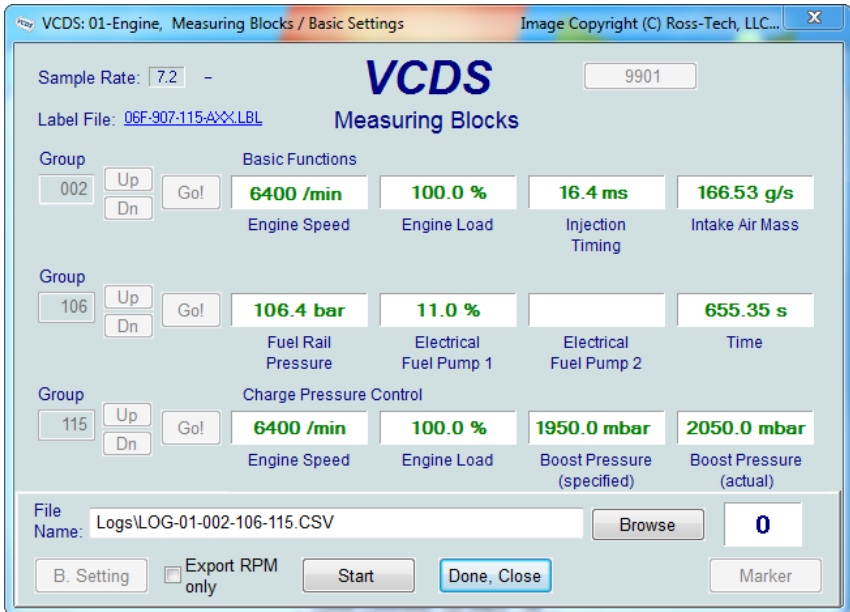 VCDS: 01-Engine, Measuring Blocks / Basic Settings Image Copyright (C) Ross-Tech, LLC... X
Sample Rate: 7.2 – VCDS 9901
Label File: 06F-907-115-AXX.LBL Measuring Blocks
Group Basic Functions
002 Up Dn Go! 6400 /min 100.0 % 16.4 ms 166.53 g/s
Engine Speed Engine Load Injection Intake Air Mass
Timing
Group
106 Up Dn Go! 106.4 bar 11.0 % 655.35 s
Fuel Rail Electrical Electrical Time
Pressure Fuel Pump 1 Fuel Pump 2
Group Charge Pressure Control
115 Up Dn Go! 6400 /min 100.0 % 1950.0 mbar 2050.0 mbar
Engine Speed Engine Load Boost Pressure Boost Pressure
(specified) (actual)
File
Name: Logs\LOG-01-002-106-115.CSV Browse 0
B. Setting Export RPM Start Done, Close Marker
only